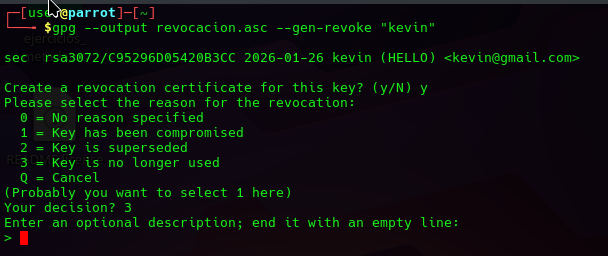 ┌─[user@parrot]─[~]
└──╼ $gpg --output revocacion.asc --gen-revoke "kevin"
sec  rsa3072/C95296D05420B3CC 2026-01-26 kevin (HELLO) <kevin@gmail.com>
Create a revocation certificate for this key? (y/N) y
Please select the reason for the revocation:
  0 = No reason specified
  1 = Key has been compromised
  2 = Key is superseded
  3 = Key is no longer used
  Q = Cancel
(Probably you want to select 1 here)
Your decision? 3
Enter an optional description; end it with an empty line:
>